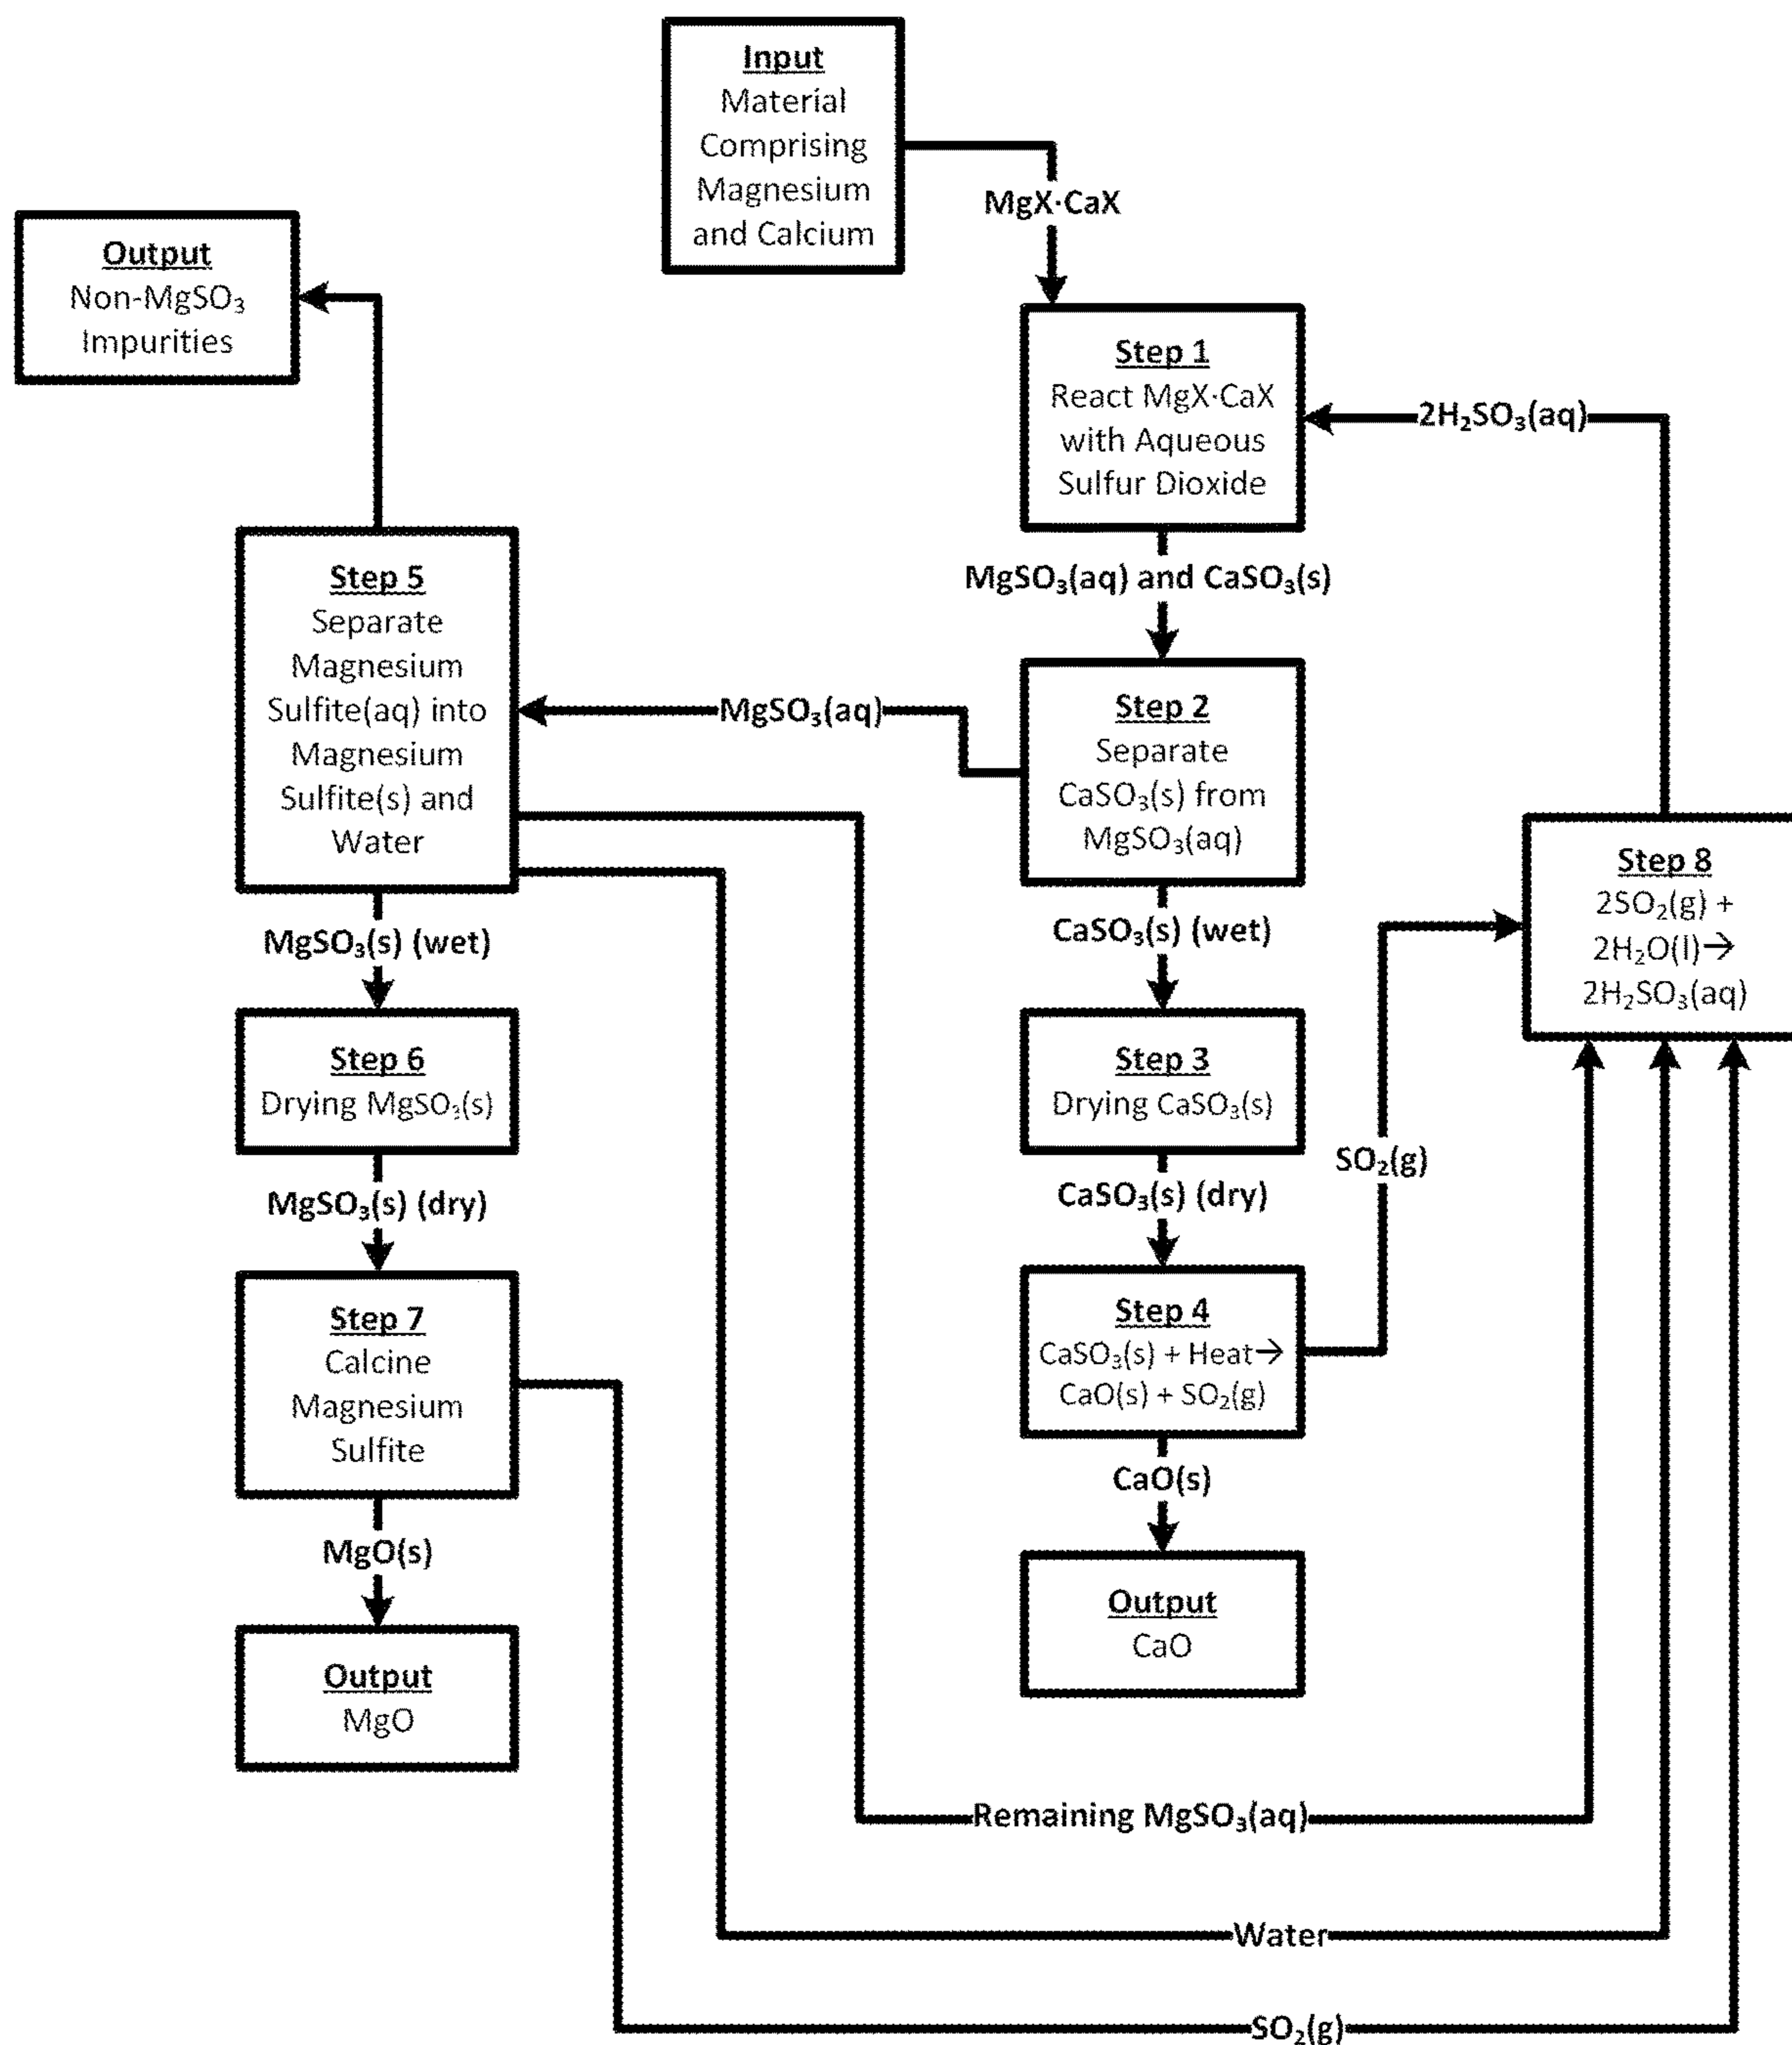 Input
Material
Comprising
Magnesium
and Calcium
MgX·CaX
Output
Non-MgSO₃
Impurities
Step 1
React MgX·CaX
with Aqueous
Sulfur Dioxide
2H₂SO₃(aq)
MgSO₃(aq) and CaSO₃(s)
Step 5
Separate
Magnesium
Sulfite(aq) into
Magnesium
Sulfite(s) and
Water
MgSO₃(aq)
Step 2
Separate
CaSO₃(s) from
MgSO₃(aq)
Step 8
2SO₂(g) +
2H₂O(l)→
2H₂SO₃(aq)
MgSO₃(s) (wet)
CaSO₃(s) (wet)
Step 6
Drying MgSO₃(s)
Step 3
Drying CaSO₃(s)
SO₂(g)
MgSO₃(s) (dry)
CaSO₃(s) (dry)
Step 7
Calcine
Magnesium
Sulfite
Step 4
CaSO₃(s) + Heat→
CaO(s) + SO₂(g)
CaO(s)
MgO(s)
Output
CaO
Output
MgO
Remaining MgSO₃(aq)
Water
SO₂(g)